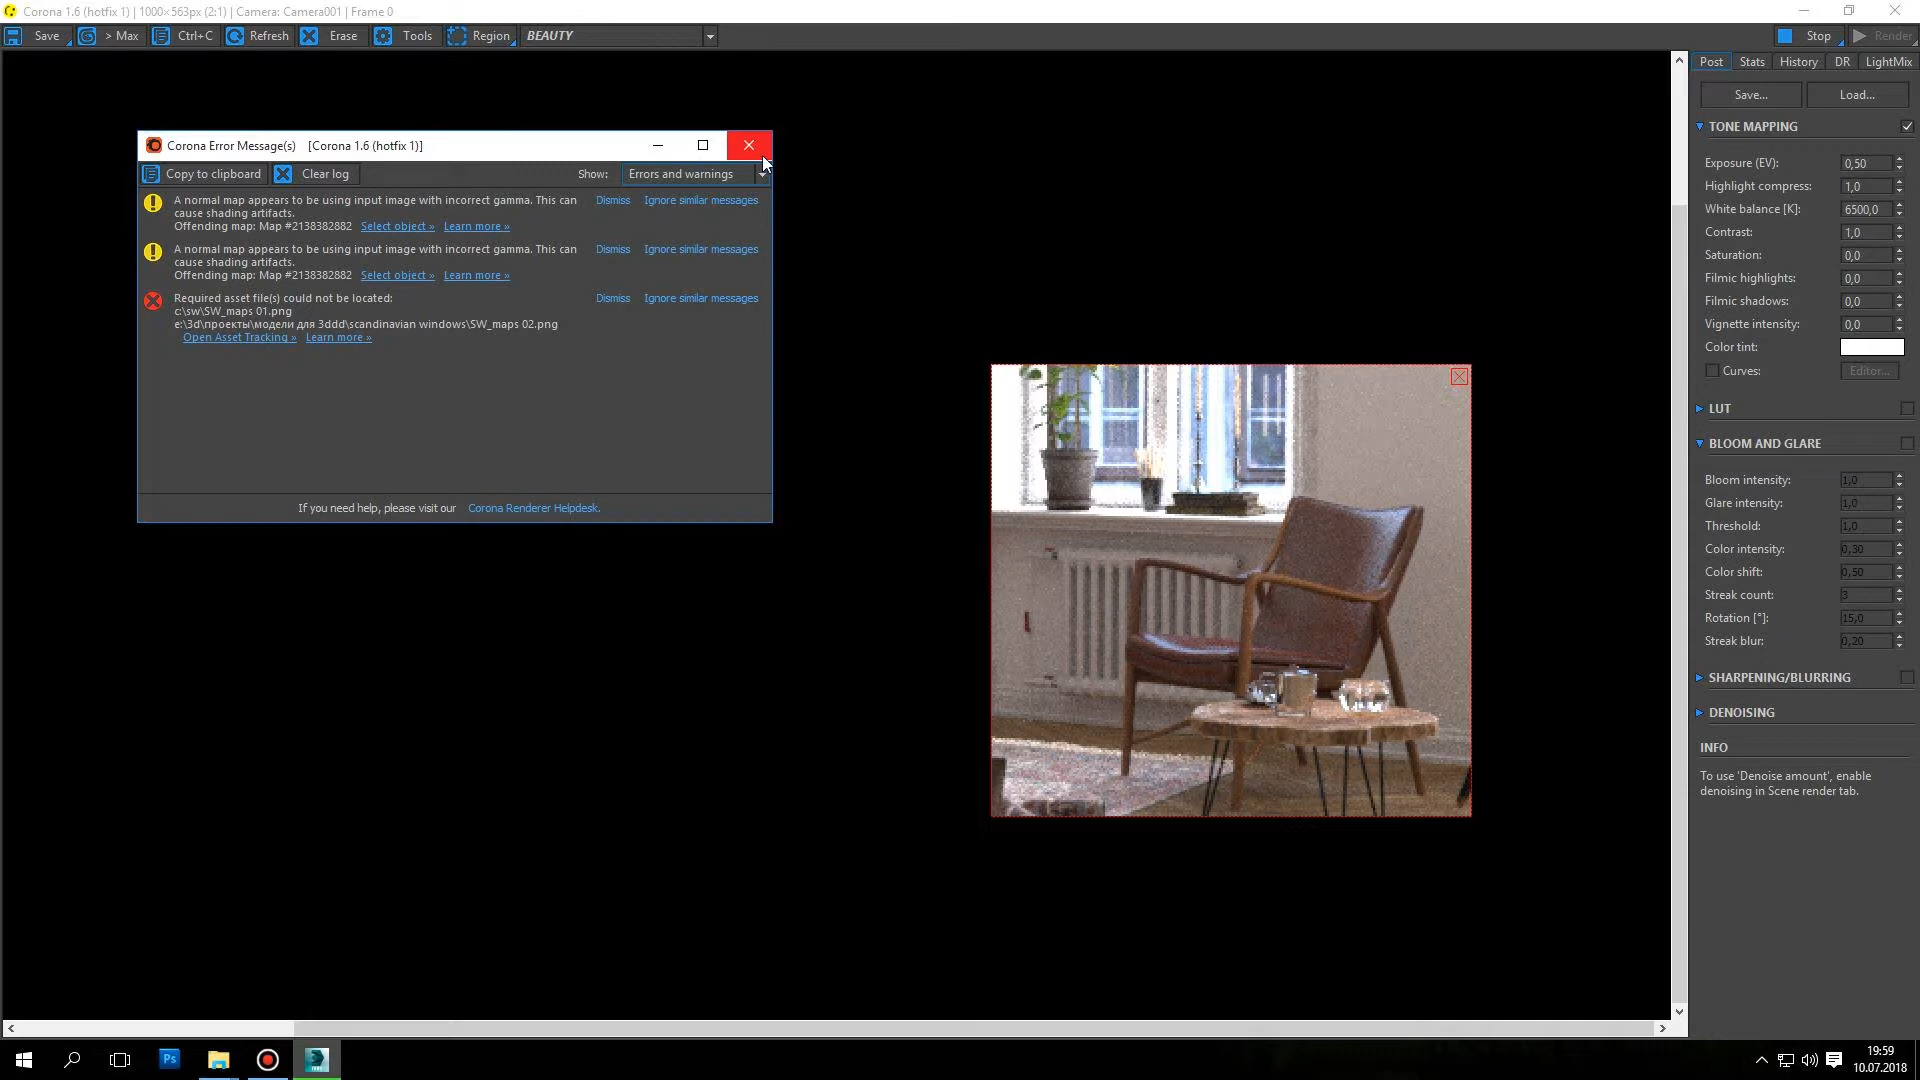 Corona 1.6 (hotfix 1) | 1000×563px (2:1) | Camera: Camera001 | Frame 0
Save > Max Ctrl+C Refresh Erase Tools Region BEAUTY Stop Render
Post Stats History DR LightMix
Save... Load...
TONE MAPPING
Exposure (EV): 0,50
Highlight compress: 1,0
White balance [K]: 6500,0
Contrast: 1,0
Saturation: 0,0
Filmic highlights: 0,0
Filmic shadows: 0,0
Vignette intensity: 0,0
Color tint:
Curves: Editor...
LUT
BLOOM AND GLARE
Bloom intensity: 1,0
Glare intensity: 1,0
Threshold: 1,0
Color intensity: 0,30
Color shift: 0,50
Streak count: 3
Rotation [°]: 15,0
Streak blur: 0,20
SHARPENING/BLURRING
DENOISING
INFO
To use 'Denoise amount', enable
denoising in Scene render tab.
Corona Error Message(s) [Corona 1.6 (hotfix 1)]
Copy to clipboard Clear log Show: Errors and warnings
A normal map appears to be using input image with incorrect gamma. This can Dismiss Ignore similar messages
cause shading artifacts.
Offending map: Map #2138382882 Select object » Learn more »
A normal map appears to be using input image with incorrect gamma. This can Dismiss Ignore similar messages
cause shading artifacts.
Offending map: Map #2138382882 Select object » Learn more »
Required asset file(s) could not be located: Dismiss Ignore similar messages
c:\sw\SW_maps 01.png
e:\3d\проекты\модели для 3ddd\scandinavian windows\SW_maps 02.png
Open Asset Tracking » Learn more »
If you need help, please visit our Corona Renderer Helpdesk.
Ps
19:59
10.07.2018